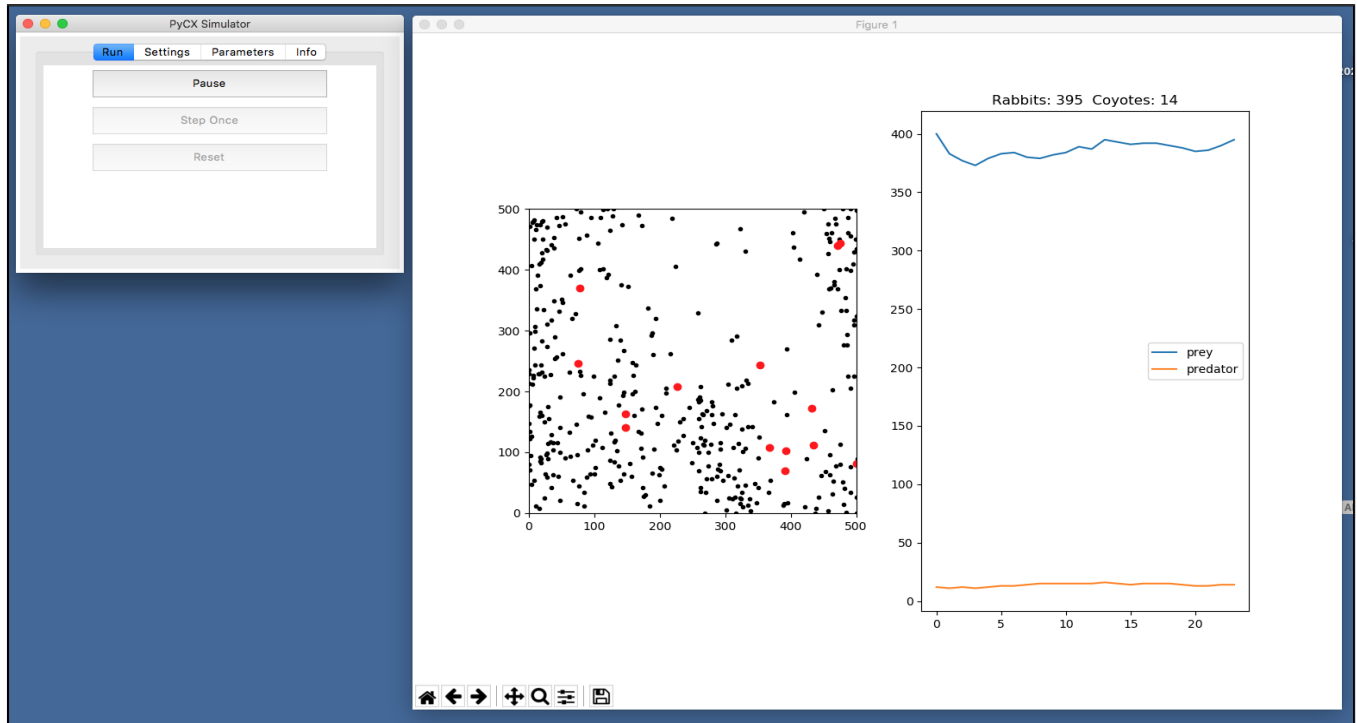 PyCX Simulator
Run Settings Parameters Info
Pause
Step Once
Reset
Figure 1
Rabbits: 395 Coyotes: 14
500
400
300
200
100
0
0 100 200 300 400 500
400
350
300
250
200
150
100
50
0
0 5 10 15 20
prey
predator